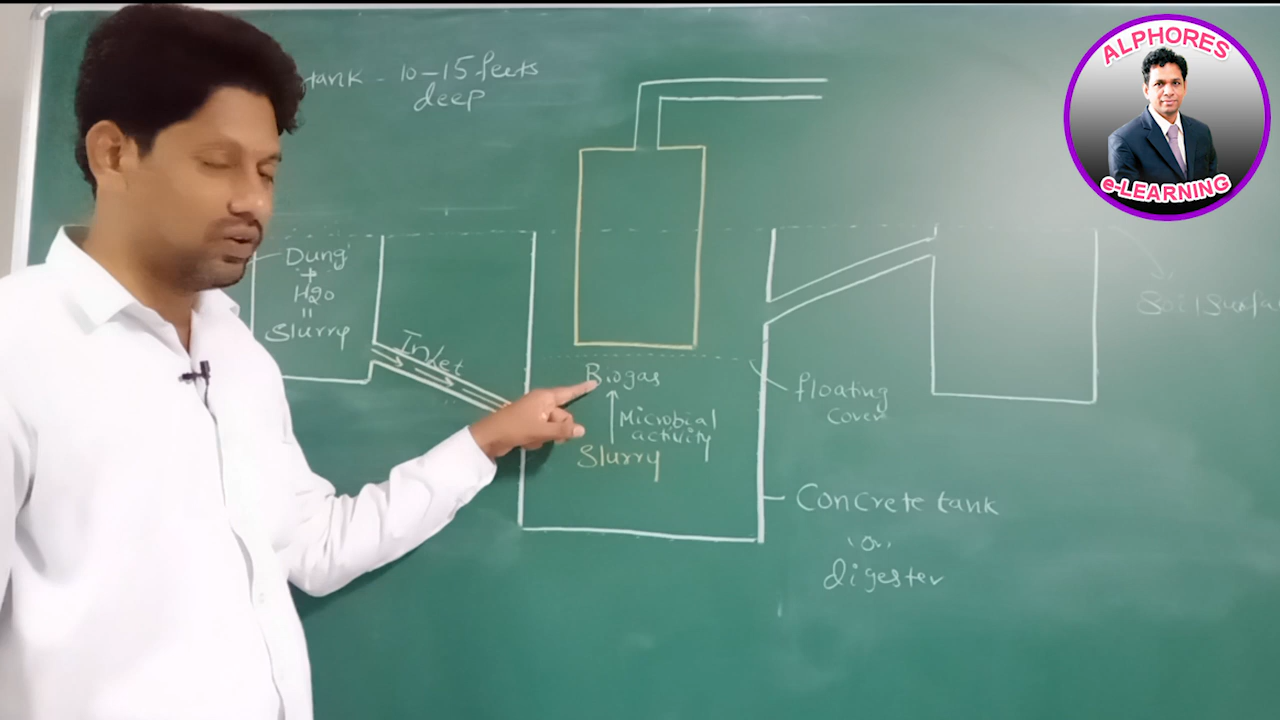 tank - 10-15 feets
deep
ALPHORES
e-LEARNING
Dung
+
H2O
=
Slurry
Inlet
Biogas
Microbial
activity
Slurry
floating
cover
Concrete tank
(or)
digester